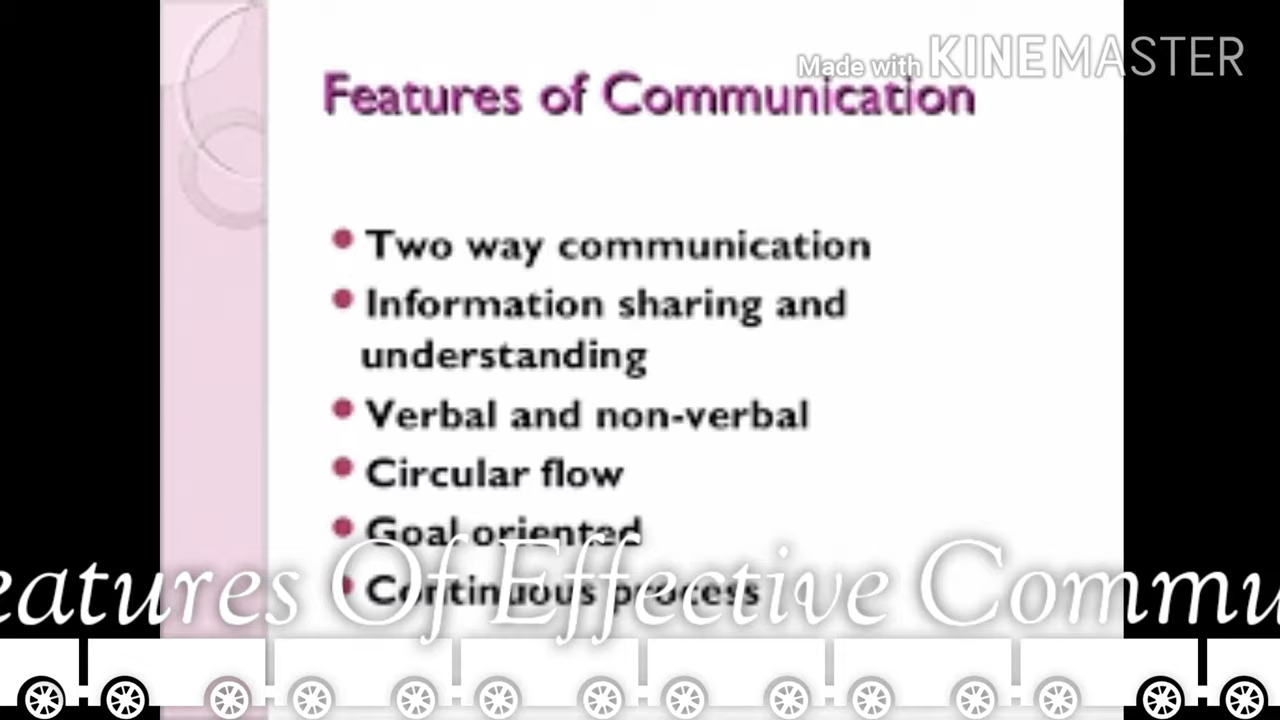 Made with KINEMASTER
Features of Communication
Two way communication
Information sharing and
understanding
Verbal and non-verbal
Circular flow
Goal oriented
Continuous process
eatures Of Effective Commu